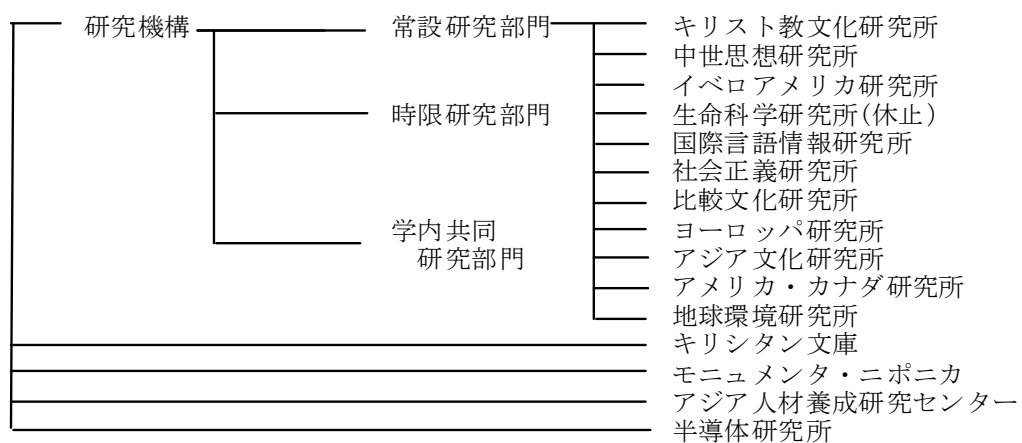 研究機構
常設研究部門
キリスト教文化研究所
中世思想研究所
イベロアメリカ研究所
生命科学研究所(休止)
時限研究部門
国際言語情報研究所
社会正義研究所
比較文化研究所
学内共同
研究部門
ヨーロッパ研究所
アジア文化研究所
アメリカ・カナダ研究所
地球環境研究所
キリシタン文庫
モニュメンタ・ニポニカ
アジア人材養成研究センター
半導体研究所